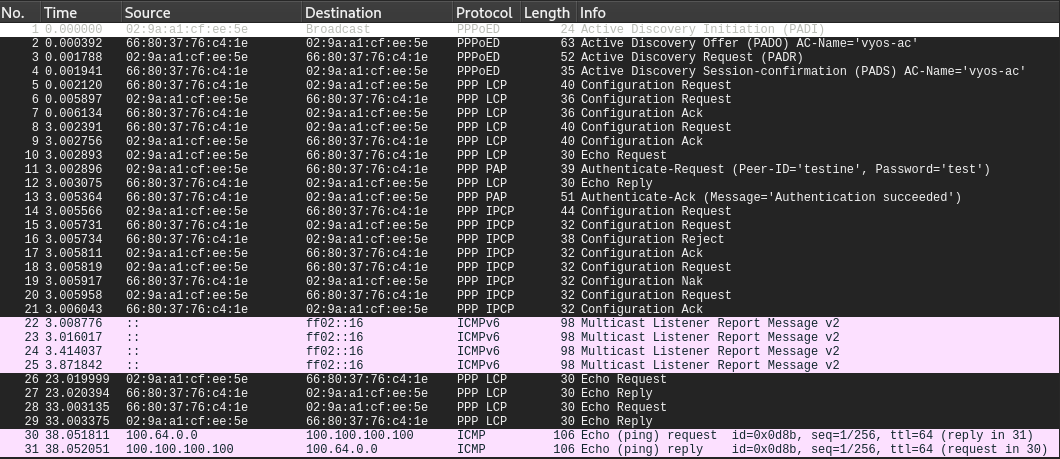 No. Time Source Destination Protocol Length Info
1 0.000000 02:9a:a1:cf:ee:5e Broadcast PPPoED 24 Active Discovery Initiation (PADI)
2 0.000392 66:80:37:76:c4:1e 02:9a:a1:cf:ee:5e PPPoED 63 Active Discovery Offer (PADO) AC-Name='vyos-ac'
3 0.001788 02:9a:a1:cf:ee:5e 66:80:37:76:c4:1e PPPoED 52 Active Discovery Request (PADR)
4 0.001941 66:80:37:76:c4:1e 02:9a:a1:cf:ee:5e PPPoED 35 Active Discovery Session-confirmation (PADS) AC-Name='vyos-ac'
5 0.002120 66:80:37:76:c4:1e 02:9a:a1:cf:ee:5e PPP LCP 40 Configuration Request
6 0.005897 02:9a:a1:cf:ee:5e 66:80:37:76:c4:1e PPP LCP 36 Configuration Request
7 0.006134 66:80:37:76:c4:1e 02:9a:a1:cf:ee:5e PPP LCP 36 Configuration Ack
8 3.002391 66:80:37:76:c4:1e 02:9a:a1:cf:ee:5e PPP LCP 40 Configuration Request
9 3.002756 02:9a:a1:cf:ee:5e 66:80:37:76:c4:1e PPP LCP 40 Configuration Ack
10 3.002893 02:9a:a1:cf:ee:5e 66:80:37:76:c4:1e PPP LCP 30 Echo Request
11 3.002896 02:9a:a1:cf:ee:5e 66:80:37:76:c4:1e PPP PAP 39 Authenticate-Request (Peer-ID='testine', Password='test')
12 3.003075 66:80:37:76:c4:1e 02:9a:a1:cf:ee:5e PPP LCP 30 Echo Reply
13 3.005364 66:80:37:76:c4:1e 02:9a:a1:cf:ee:5e PPP PAP 51 Authenticate-Ack (Message='Authentication succeeded')
14 3.005566 02:9a:a1:cf:ee:5e 66:80:37:76:c4:1e PPP IPCP 44 Configuration Request
15 3.005731 66:80:37:76:c4:1e 02:9a:a1:cf:ee:5e PPP IPCP 32 Configuration Request
16 3.005734 66:80:37:76:c4:1e 02:9a:a1:cf:ee:5e PPP IPCP 38 Configuration Reject
17 3.005811 02:9a:a1:cf:ee:5e 66:80:37:76:c4:1e PPP IPCP 32 Configuration Ack
18 3.005819 02:9a:a1:cf:ee:5e 66:80:37:76:c4:1e PPP IPCP 32 Configuration Request
19 3.005917 66:80:37:76:c4:1e 02:9a:a1:cf:ee:5e PPP IPCP 32 Configuration Nak
20 3.005958 02:9a:a1:cf:ee:5e 66:80:37:76:c4:1e PPP IPCP 32 Configuration Request
21 3.006043 66:80:37:76:c4:1e 02:9a:a1:cf:ee:5e PPP IPCP 32 Configuration Ack
22 3.008776 :: ff02::16 ICMPv6 98 Multicast Listener Report Message v2
23 3.016017 :: ff02::16 ICMPv6 98 Multicast Listener Report Message v2
24 3.414037 :: ff02::16 ICMPv6 98 Multicast Listener Report Message v2
25 3.871842 :: ff02::16 ICMPv6 98 Multicast Listener Report Message v2
26 23.019999 02:9a:a1:cf:ee:5e 66:80:37:76:c4:1e PPP LCP 30 Echo Request
27 23.020394 66:80:37:76:c4:1e 02:9a:a1:cf:ee:5e PPP LCP 30 Echo Reply
28 33.003135 66:80:37:76:c4:1e 02:9a:a1:cf:ee:5e PPP LCP 30 Echo Request
29 33.003375 02:9a:a1:cf:ee:5e 66:80:37:76:c4:1e PPP LCP 30 Echo Reply
30 38.051811 100.64.0.0 100.100.100.100 ICMP 106 Echo (ping) request id=0x0d8b, seq=1/256, ttl=64 (reply in 31)
31 38.052051 100.100.100.100 100.64.0.0 ICMP 106 Echo (ping) reply id=0x0d8b, seq=1/256, ttl=64 (request in 30)